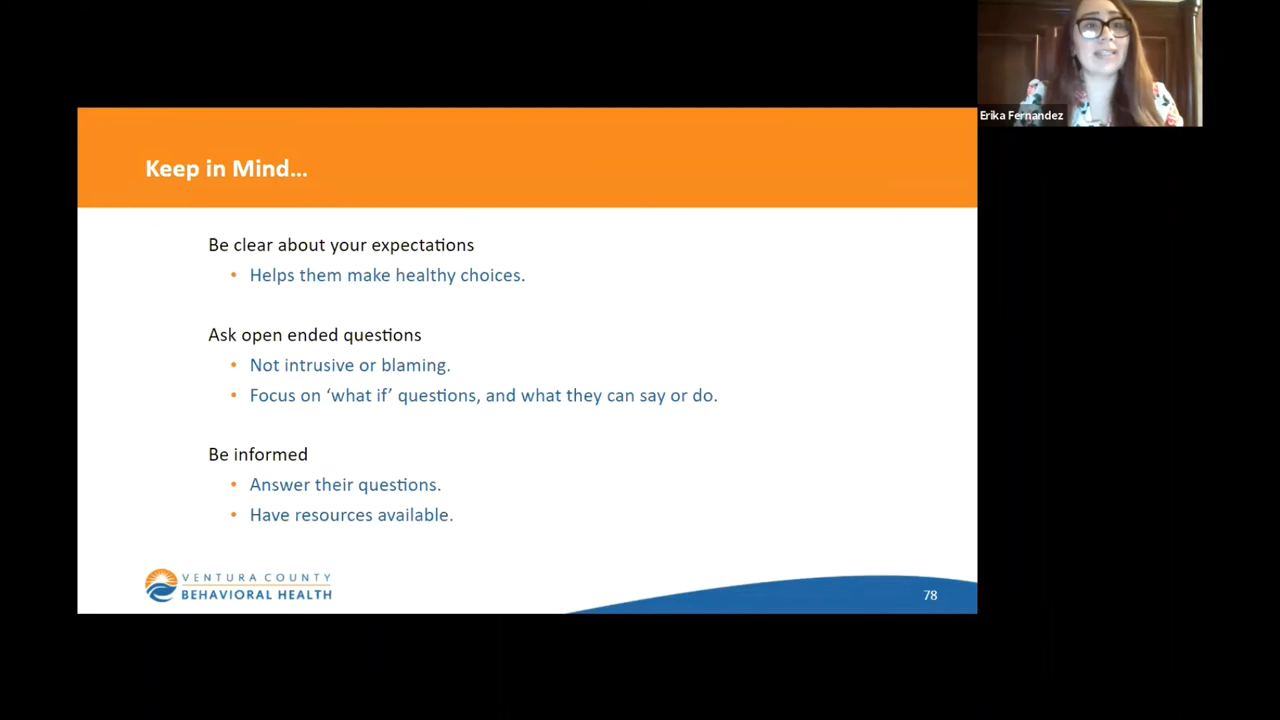 Erika Fernandez
Keep in Mind...
Be clear about your expectations
• Helps them make healthy choices.
Ask open ended questions
• Not intrusive or blaming.
• Focus on ‘what if’ questions, and what they can say or do.
Be informed
• Answer their questions.
• Have resources available.
VENTURA COUNTY
BEHAVIORAL HEALTH
78